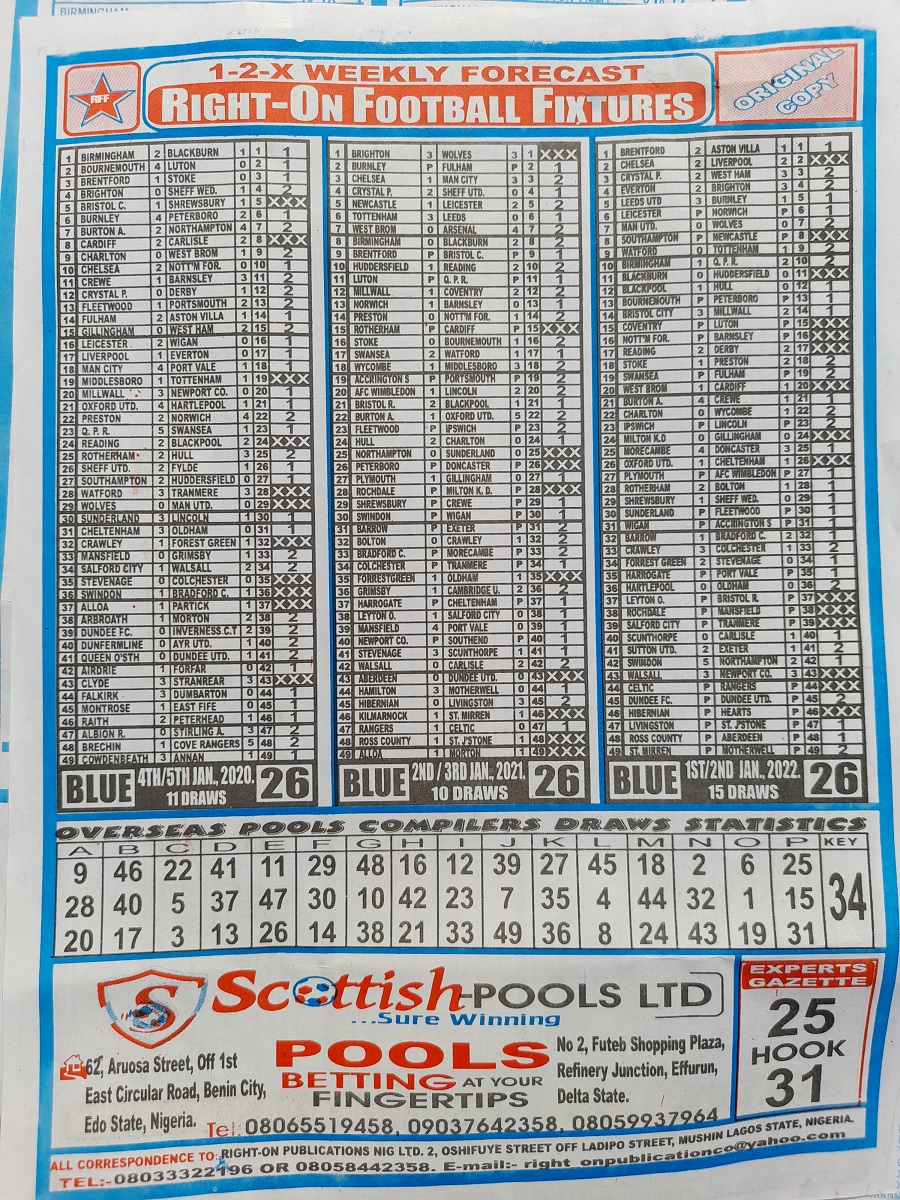 BIRMINGHAM
RFF
1-2-X WEEKLY FORECAST
RIGHT-ON FOOTBALL FIXTURES
ORIGINAL
COPY
1 BIRMINGHAM 2 BLACKBURN 1 1 1
2 BOURNEMOUTH 4 LUTON 0 2 1
3 BRENTFORD 1 STOKE 0 3 1
4 BRIGHTON 0 SHEFF WED. 1 4 2
5 BRISTOL C. 1 SHREWSBURY 1 5 XXX
6 BURNLEY 4 PETERBORO 2 6 1
7 BURTON A. 2 NORTHAMPTON 4 7 2
8 CARDIFF 2 CARLISLE 2 8 XXX
9 CHARLTON 0 WEST BROM 1 9 2
10 CHELSEA 2 NOTT'M FOR. 0 10 1
11 CREWE 1 BARNSLEY 3 11 2
12 CRYSTAL P. 0 DERBY 1 12 2
13 FLEETWOOD 1 PORTSMOUTH 2 13 2
14 FULHAM 2 ASTON VILLA 1 14 1
15 GILLINGHAM 0 WEST HAM 2 15 2
16 LEICESTER 2 WIGAN 0 16 1
17 LIVERPOOL 1 EVERTON 0 17 1
18 MAN CITY 4 PORT VALE 1 18 1
19 MIDDLESBORO 1 TOTTENHAM 1 19 XXX
20 MILLWALL 3 NEWPORT CO. 0 20 1
21 OXFORD UTD. 4 HARTLEPOOL 1 21 1
22 PRESTON 2 NORWICH 4 22 2
23 Q. P. R. 5 SWANSEA 1 23 1
24 READING 2 BLACKPOOL 2 24 XXX
25 ROTHERHAM 2 HULL 3 25 2
26 SHEFF UTD. 2 FYLDE 1 26 1
27 SOUTHAMPTON 2 HUDDERSFIELD 0 27 1
28 WATFORD 3 TRANMERE 3 28 XXX
29 WOLVES 0 MAN UTD. 0 29 XXX
30 SUNDERLAND 3 LINCOLN 1 30 1
31 CHELTENHAM 3 OLDHAM 0 31 1
32 CRAWLEY 1 FOREST GREEN 1 32 XXX
33 MANSFIELD 0 GRIMSBY 1 33 2
34 SALFORD CITY 1 WALSALL 2 34 2
35 STEVENAGE 0 COLCHESTER 0 35 XXX
36 SWINDON 1 BRADFORD C. 1 36 XXX
37 ALLOA 1 PARTICK 1 37 XXX
38 ARBROATH 1 MORTON 2 38 2
39 DUNDEE FC. 0 INVERNESS C.T 2 39 2
40 DUNFERMLINE 0 AYR UTD. 1 40 2
41 QUEEN O'STH 0 DUNDEE UTD. 1 41 2
42 AIRDRIE 1 FORFAR 0 42 1
43 CLYDE 3 STRANREAR 3 43 XXX
44 FALKIRK 3 DUMBARTON 0 44 1
45 MONTROSE 1 EAST FIFE 0 45 1
46 RAITH 2 PETERHEAD 1 46 1
47 ALBION R. 0 STIRLING A. 3 47 2
48 BRECHIN 1 COVE RANGERS 5 48 2
49 COWDENBEATH 3 ANNAN 1 49 1
BLUE 4TH/5TH JAN., 2020. 26
11 DRAWS
1 BRIGHTON 3 WOLVES 3 1 XXX
2 BURNLEY P FULHAM P 2 1
3 CHELSEA 1 MAN CITY 3 3 2
4 CRYSTAL P. 2 SHEFF UTD. 0 4 1
5 NEWCASTLE 1 LEICESTER 2 5 2
6 TOTTENHAM 3 LEEDS 0 6 1
7 WEST BROM 0 ARSENAL 4 7 2
8 BIRMINGHAM 0 BLACKBURN 2 8 2
9 BRENTFORD P BRISTOL C. P 9 1
10 HUDDERSFIELD 1 READING 2 10 2
11 LUTON P Q. P. R. P 11 1
12 MILLWALL 1 COVENTRY 2 12 2
13 NORWICH 1 BARNSLEY 0 13 1
14 PRESTON 0 NOTT'M FOR. 1 14 2
15 ROTHERHAM P CARDIFF P 15 XXX
16 STOKE 0 BOURNEMOUTH 1 16 2
17 SWANSEA 2 WATFORD 1 17 1
18 WYCOMBE 1 MIDDLESBORO 3 18 2
19 ACCRINGTON S P PORTSMOUTH P 19 2
20 AFC WIMBLEDON 1 LINCOLN 2 20 2
21 BRISTOL R. 2 BLACKPOOL 1 21 1
22 BURTON A. 1 OXFORD UTD. 5 22 2
23 FLEETWOOD P IPSWICH P 23 2
24 HULL 2 CHARLTON 0 24 1
25 NORTHAMPTON 0 SUNDERLAND 0 25 XXX
26 PETERBORO P DONCASTER P 26 XXX
27 PLYMOUTH 1 GILLINGHAM 0 27 1
28 ROCHDALE P MILTON K. D. P 28 XXX
29 SHREWSBURY P CREWE P 29 1
30 SWINDON P WIGAN P 30 1
31 BARROW P EXETER P 31 2
32 BOLTON 0 CRAWLEY 1 32 2
33 BRADFORD C. P MORECAMBE P 33 2
34 COLCHESTER P TRANMERE P 34 1
35 FORRESTGREEN 1 OLDHAM 1 35 XXX
36 GRIMSBY 1 CAMBRIDGE U. 2 36 2
37 HARROGATE P CHELTENHAM P 37 1
38 LEYTON O. 1 SALFORD CITY 0 38 1
39 MANSFIELD 4 PORT VALE 0 39 1
40 NEWPORT CO. P SOUTHEND P 40 1
41 STEVENAGE 3 SCUNTHORPE 1 41 1
42 WALSALL 0 CARLISLE 2 42 2
43 ABERDEEN 0 DUNDEE UTD. 0 43 XXX
44 HAMILTON 3 MOTHERWELL 0 44 1
45 HIBERNIAN 0 LIVINGSTON 3 45 2
46 KILMARNOCK 1 ST. MIRREN 1 46 XXX
47 RANGERS 1 CELTIC 0 47 1
48 ROSS COUNTY 1 ST. J'STONE 1 48 XXX
49 ALLOA 1 MORTON 1 49 XXX
BLUE 2ND / 3RD JAN., 2021. 26
10 DRAWS
1 BRENTFORD 2 ASTON VILLA 1 1 1
2 CHELSEA 2 LIVERPOOL 2 2 XXX
3 CRYSTAL P. 2 WEST HAM 3 3 2
4 EVERTON 2 BRIGHTON 3 4 2
5 LEEDS UTD 3 BURNLEY 1 5 1
6 LEICESTER P NORWICH P 6 1
7 MAN UTD. 0 WOLVES 0 7 2
8 SOUTHAMPTON P NEWCASTLE P 8 XXX
9 WATFORD 0 TOTTENHAM 1 9 2
10 BIRMINGHAM 1 Q. P. R. 2 10 2
11 BLACKBURN 0 HUDDERSFIELD 0 11 XXX
12 BLACKPOOL 1 HULL 0 12 1
13 BOURNEMOUTH P PETERBORO P 13 1
14 BRISTOL CITY 3 MILLWALL 2 14 1
15 COVENTRY P LUTON P 15 XXX
16 NOTT'M FOR. P BARNSLEY P 16 XXX
17 READING 2 DERBY 2 17 XXX
18 STOKE 1 PRESTON 2 18 2
19 SWANSEA P FULHAM P 19 2
20 WEST BROM 1 CARDIFF 1 20 XXX
21 BURTON A. 4 CREWE 1 21 1
22 CHARLTON 0 WYCOMBE 1 22 2
23 IPSWICH P LINCOLN P 23 2
24 MILTON K.D 0 GILLINGHAM 0 24 XXX
25 MORECAMBE 4 DONCASTER 3 25 1
26 OXFORD UTD. 1 CHELTENHAM 1 26 XXX
27 PLYMOUTH P AFC WIMBLEDON P 27 1
28 ROTHERHAM 2 BOLTON 1 28 1
29 SHREWSBURY 1 SHEFF WED. 0 29 1
30 SUNDERLAND P FLEETWOOD P 30 1
31 WIGAN P ACCRINGTON S P 31 1
32 BARROW 1 BRADFORD C. 2 32 1
33 CRAWLEY 3 COLCHESTER 1 33 2
34 FORREST GREEN 2 STEVENAGE 0 34 1
35 HARROGATE P PORT VALE P 35 1
36 HARTLEPOOL 0 OLDHAM 0 36 2
37 LEYTON O. P BRISTOL R. P 37 XXX
38 ROCHDALE P MANSFIELD P 38 XXX
39 SALFORD CITY P TRANMERE P 39 XXX
40 SCUNTHORPE 0 CARLISLE 1 40 1
41 SUTTON UTD. 2 EXETER 1 41 2
42 SWINDON 5 NORTHAMPTON 2 42 1
43 WALSALL 3 NEWPORT CO. 3 43 XXX
44 CELTIC P RANGERS P 44 XXX
45 DUNDEE FC. P DUNDEE UTD. P 45 2
46 HIBERNIAN P HEARTS P 46 XXX
47 LIVINGSTON P ST. J'STONE P 47 1
48 ROSS COUNTY P ABERDEEN P 48 1
49 ST. MIRREN P MOTHERWELL P 49 2
BLUE 1ST/2ND JAN., 2022. 26
15 DRAWS
OVERSEAS POOLS COMPILERS DRAWS STATISTICS
A B C D E F G H I J K L M N O P KEY
9 46 22 41 11 29 48 16 12 39 27 45 18 2 6 25
28 40 5 37 47 30 10 42 23 7 35 4 44 32 1 15 34
20 17 3 13 26 14 38 21 33 49 36 8 24 43 19 31
S
Scottish-POOLS LTD
...Sure Winning
POOLS
BETTING AT YOUR
FINGERTIPS
62, Aruosa Street, Off 1st
East Circular Road, Benin City,
Edo State, Nigeria.
No 2, Futeb Shopping Plaza,
Refinery Junction, Effurun,
Delta State.
Tel: 08065519458, 09037642358, 08059937964
EXPERTS
GAZETTE
25
HOOK
31
ALL CORRESPONDENCE TO: RIGHT-ON PUBLICATIONS NIG LTD. 2, OSHIFUYE STREET OFF LADIPO STREET, MUSHIN LAGOS STATE, NIGERIA.
TEL:- 08033322196 OR 08058442358. E-mail:- right_onpublicationco@yahoo.com